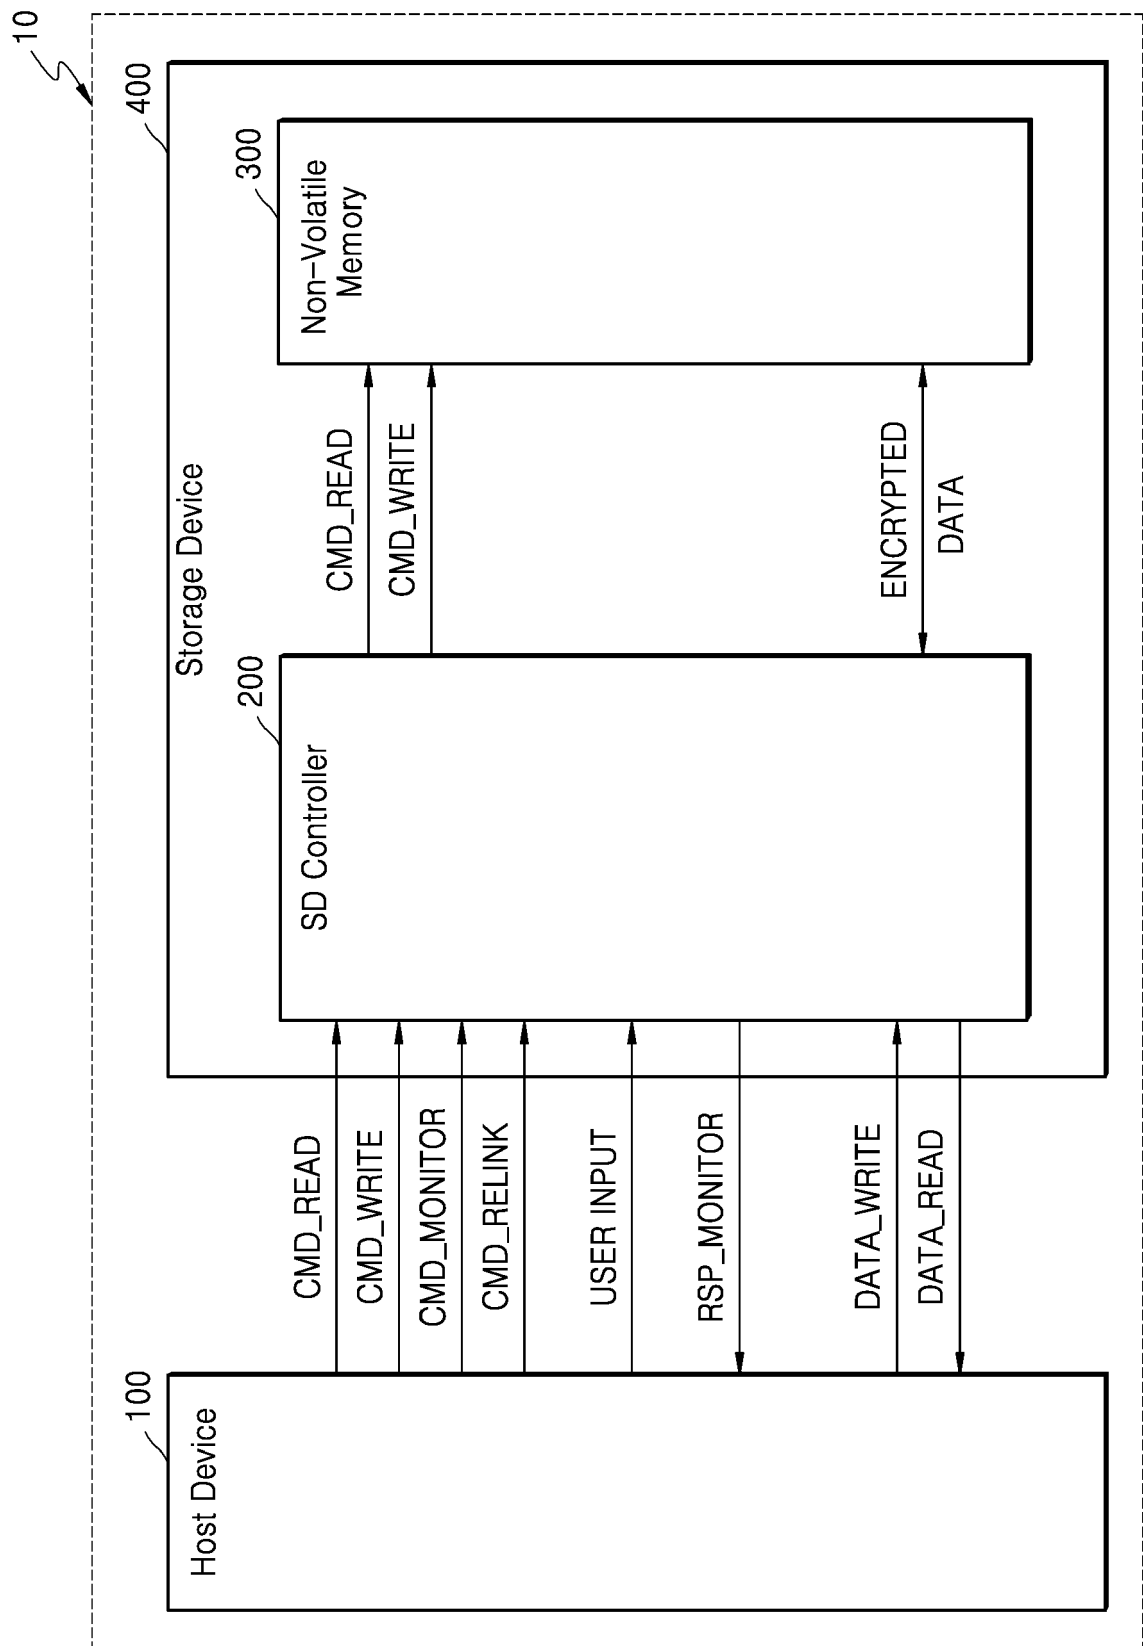 10
400
Storage Device
100
Host Device
200
SD Controller
300
Non-Volatile
Memory
CMD_READ
CMD_WRITE
CMD_MONITOR
CMD_RELINK
USER INPUT
RSP_MONITOR
DATA_WRITE
DATA_READ
CMD_READ
CMD_WRITE
ENCRYPTED
DATA